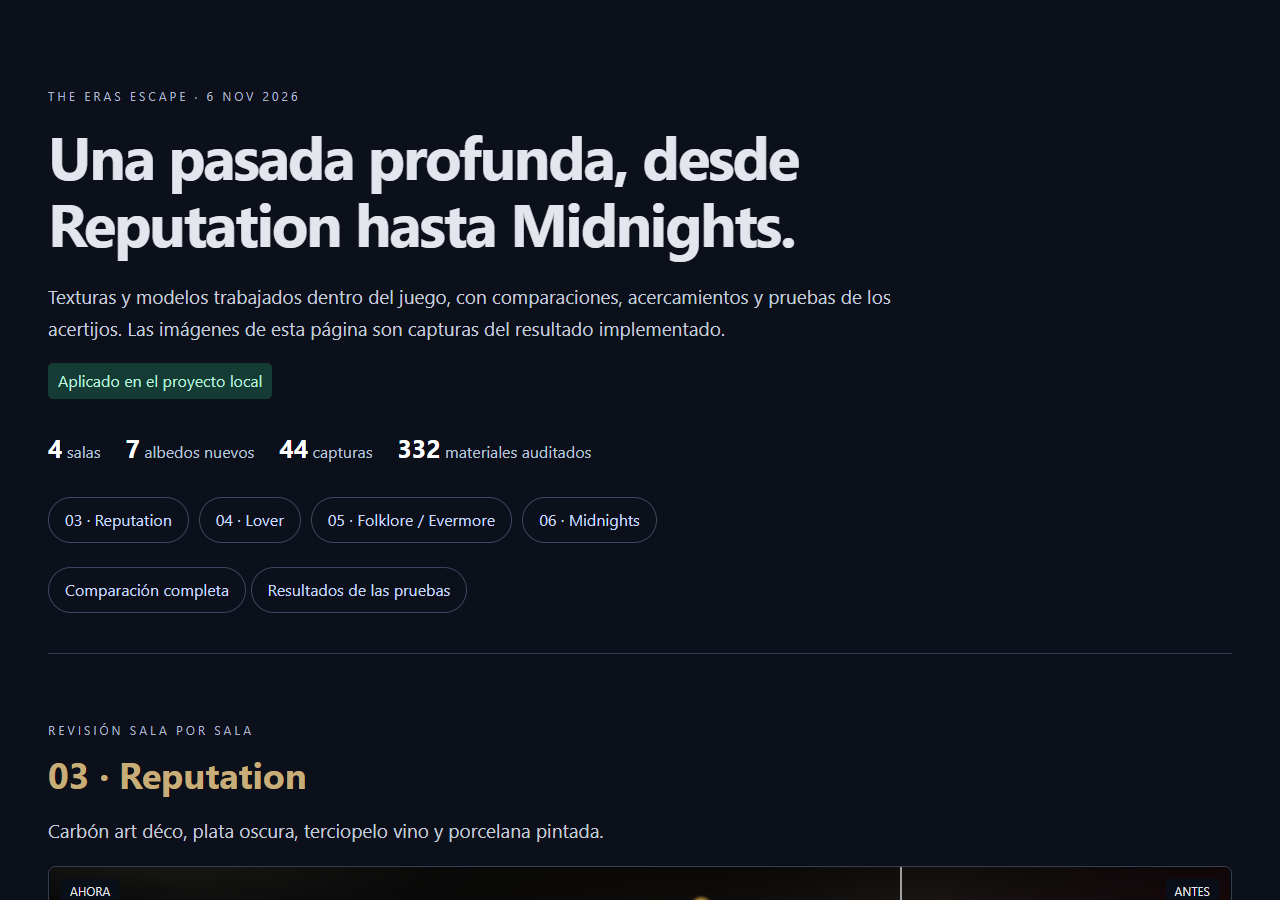 THE ERAS ESCAPE · 6 NOV 2026
Una pasada profunda, desde
Reputation hasta Midnights.
Texturas y modelos trabajados dentro del juego, con comparaciones, acercamientos y pruebas de los
acertijos. Las imágenes de esta página son capturas del resultado implementado.
Aplicado en el proyecto local
4 salas 7 albedos nuevos 44 capturas 332 materiales auditados
03 · Reputation 04 · Lover 05 · Folklore / Evermore 06 · Midnights
Comparación completa Resultados de las pruebas
REVISIÓN SALA POR SALA
03 · Reputation
Carbón art déco, plata oscura, terciopelo vino y porcelana pintada.
AHORA ANTES